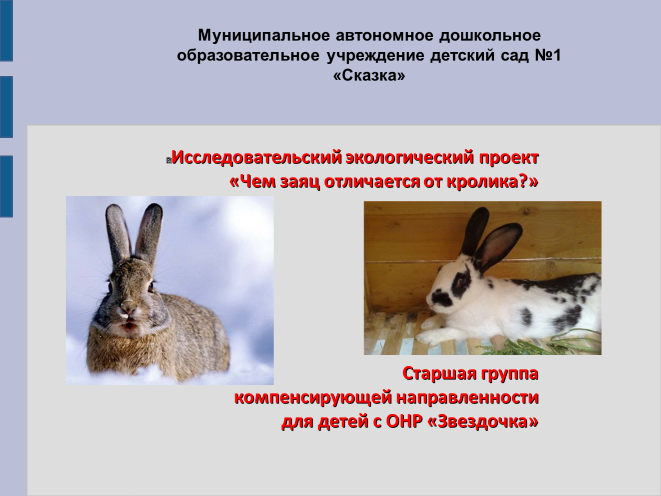 Муниципальное автономное дошкольное
образовательное учреждение детский сад №1
«Сказка»
Исследовательский экологический проект
«Чем заяц отличается от кролика?»
Старшая группа
компенсирующей направленности
для детей с ОНР «Звездочка»